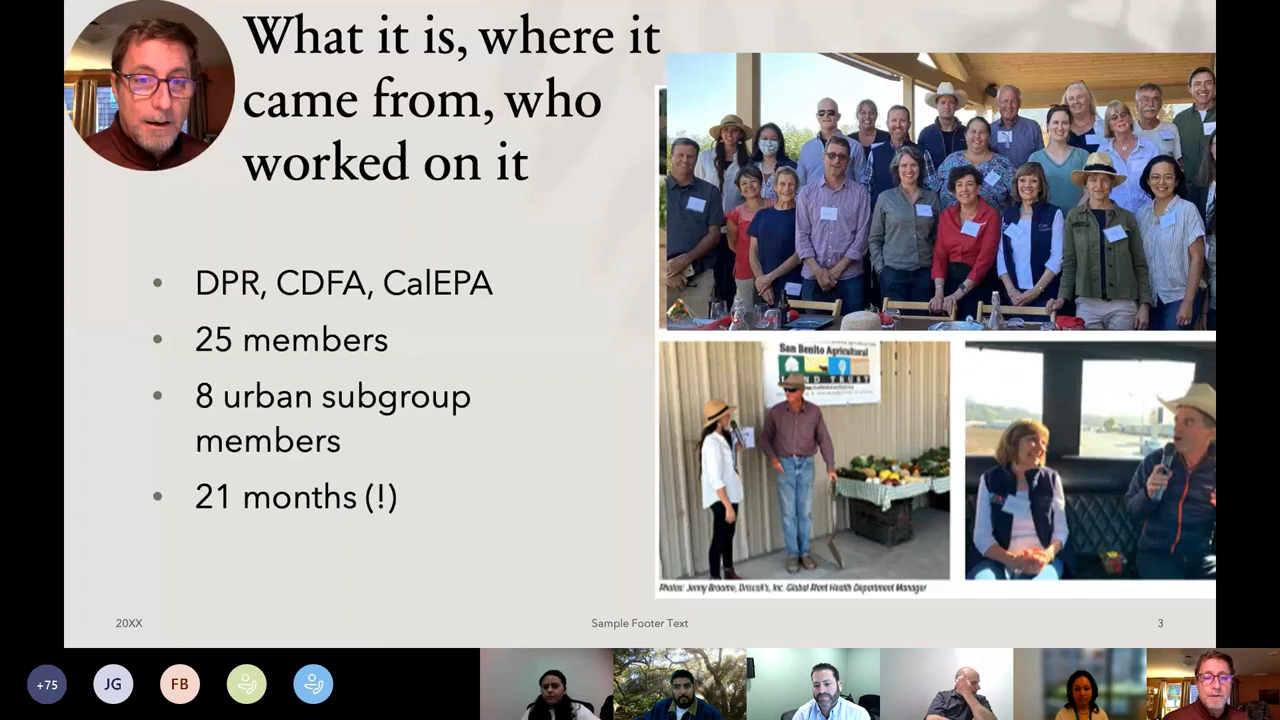 What it is, where it
came from, who
worked on it
• DPR, CDFA, CalEPA
• 25 members
• 8 urban subgroup
members
• 21 months (!)
San Benito Agricultural
LAND TRUST
Photos: Jenny Broome, Driscoll's, Inc. Global Plant Health Department Manager
20XX
Sample Footer Text
3
+75
JG
FB